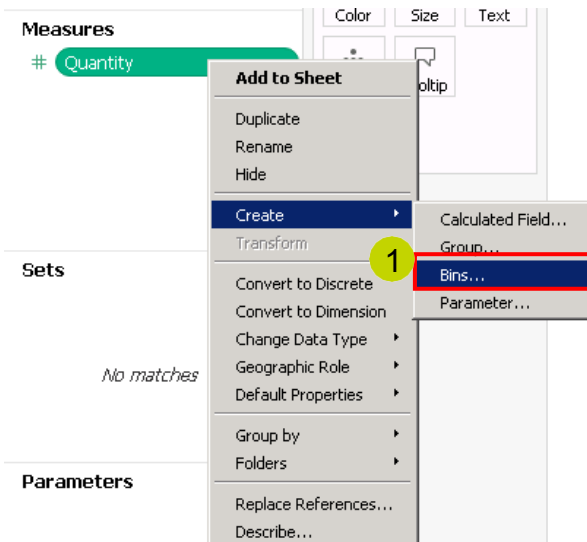 Measures
# Quantity
Color Size Text
oltip
Add to Sheet
Duplicate
Rename
Hide
Create
Transform
Convert to Discrete
Convert to Dimension
Change Data Type
Geographic Role
Default Properties
Group by
Folders
Replace References...
Describe...
Calculated Field...
Group...
1
Bins...
Parameter...
Sets
No matches
Parameters